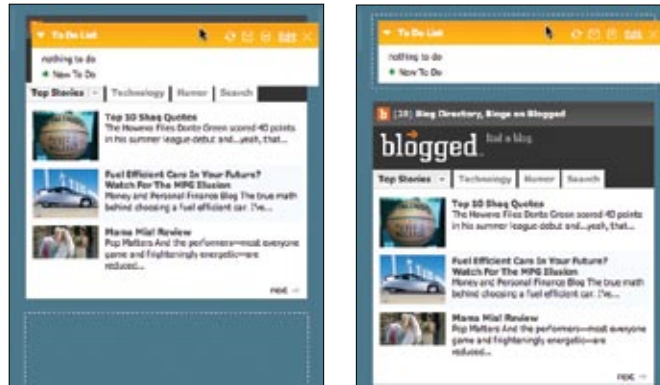 To Do List
Edit
nothing to do
New To Do
Top Stories
Technology
Humor
Search
Top 10 Shaq Quotes
The Howeva Files Donte Green scored 40 points
in his summer league debut and...yeah, that...
Fuel Efficient Cars In Your Future?
Watch For The MPG Illusion
Money and Personal Finance Blog The true math
behind choosing a fuel efficient car. I've...
Mama Mia! Review
Pop Matters And the performers—most everyone
game and frighteningly energetic—are
reduced...
next →
To Do List
Edit
nothing to do
New To Do
b
Blog Directory, Binge on Blogged
blogged
find a blog
Top Stories
Technology
Humor
Search
Top 10 Shaq Quotes
The Howeva Files Donte Green scored 40 points
in his summer league debut and...yeah, that...
Fuel Efficient Cars In Your Future?
Watch For The MPG Illusion
Money and Personal Finance Blog The true math
behind choosing a fuel efficient car. I've...
Mama Mia! Review
Pop Matters And the performers—most everyone
game and frighteningly energetic—are
reduced...
next →